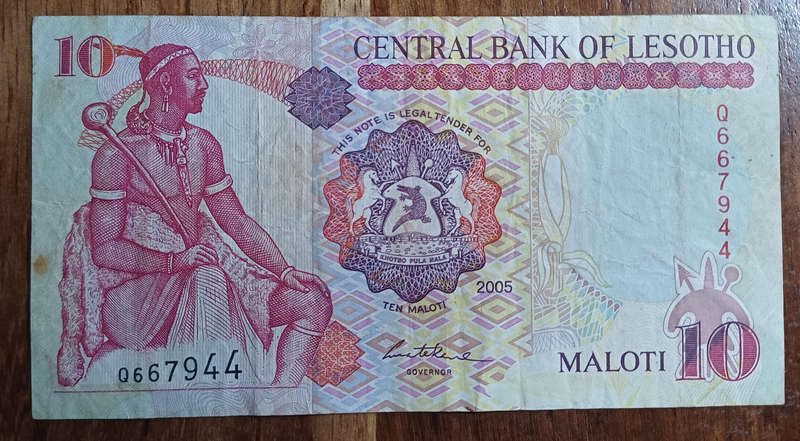 10
CENTRAL BANK OF LESOTHO
Q667944
THIS NOTE IS LEGAL TENDER FOR
KHOTSO PULA NALA
TEN MALOTI
2005
GOVERNOR
Q667944
MALOTI 10